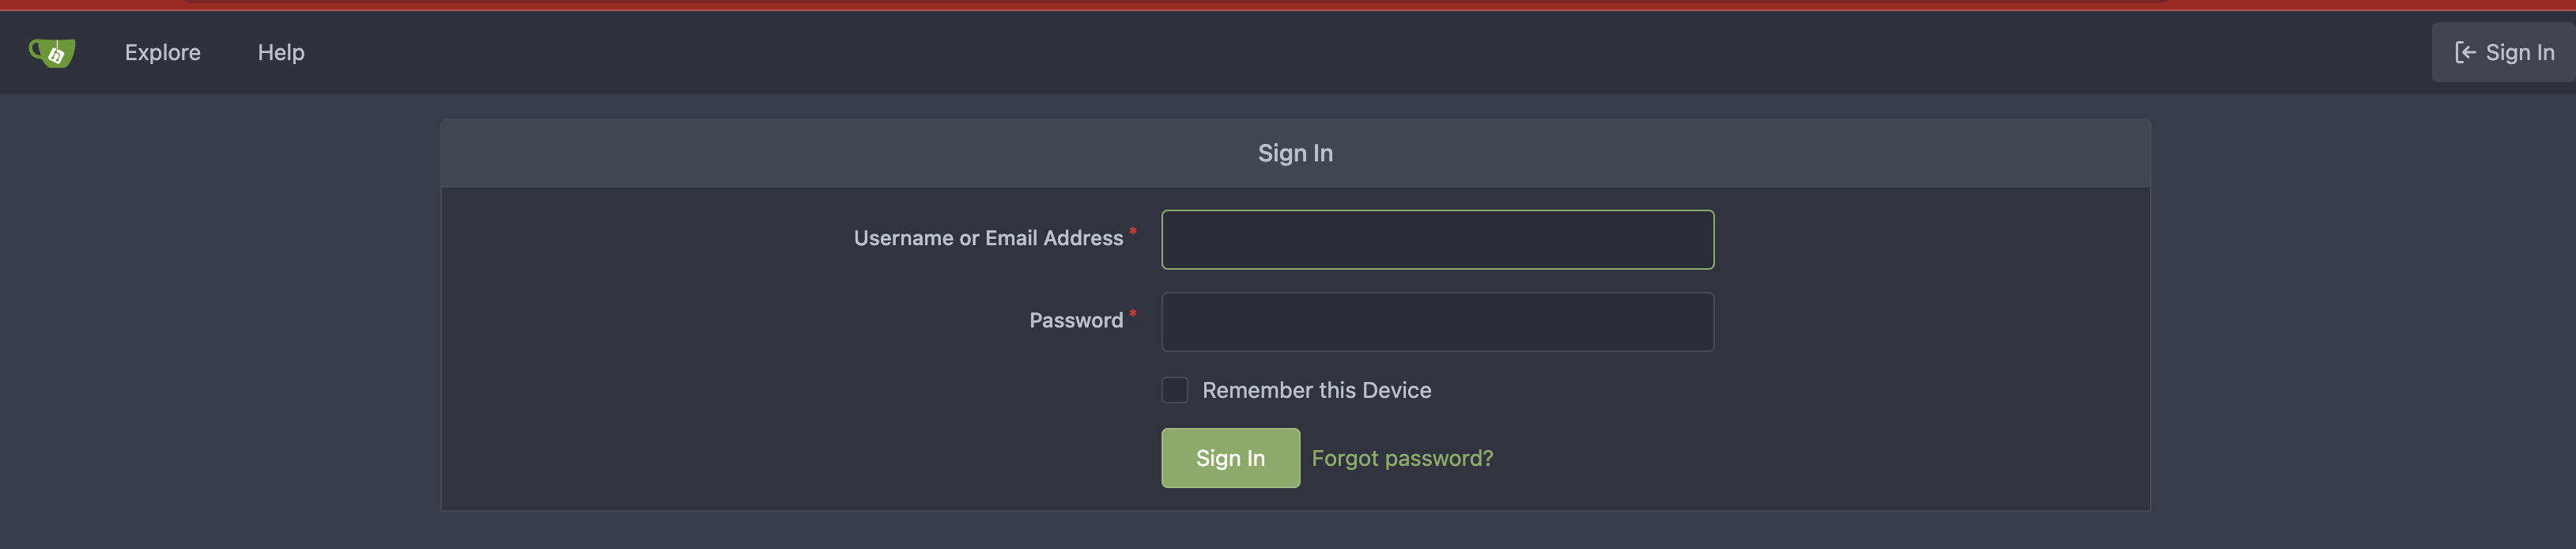 Explore Help Sign In
Sign In
Username or Email Address *
Password *
Remember this Device
Sign In Forgot password?